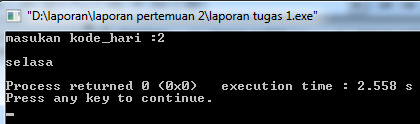 "D:\laporan\laporan pertemuan 2\laporan tugas 1.exe"
masukan kode_hari :2
selasa
Process returned 0 (0x0)   execution time : 2.558 s
Press any key to continue.